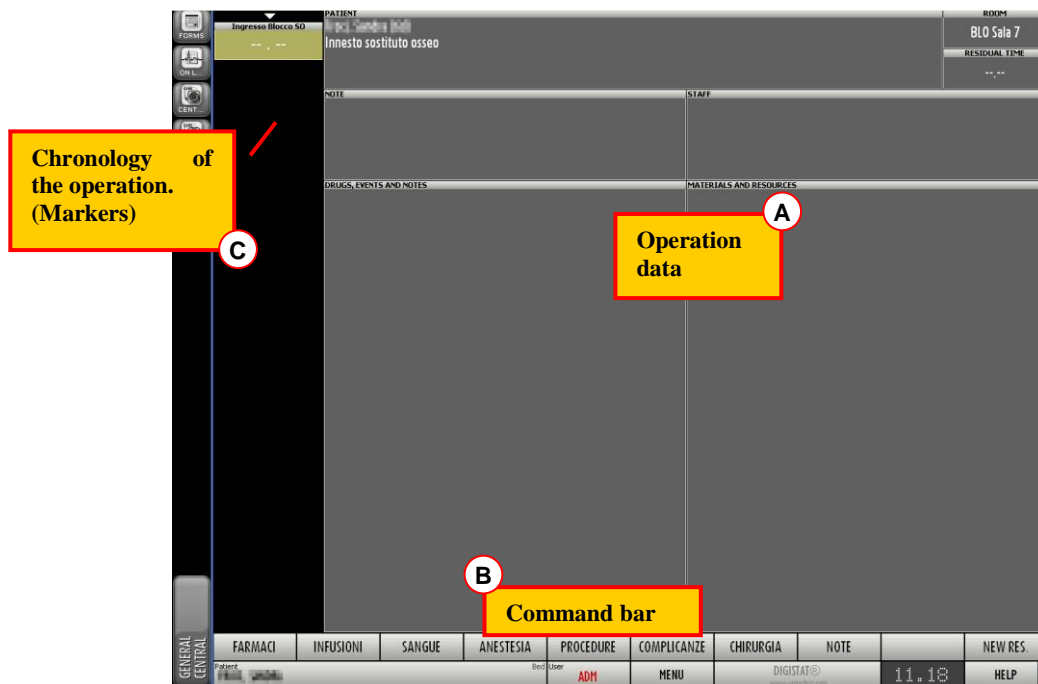 FORMS
ON L...
CENT...
Ingresso Blocco SO
-- . --
PATIENT
Innesto sostituto osseo
ROOM
BLO Sala 7
RESIDUAL TIME
--.--
NOTE
STAFF
DRUGS, EVENTS AND NOTES
MATERIALS AND RESOURCES
Chronology of
the operation.
(Markers)
C
A
Operation
data
B
Command bar
GENERAL
CENTRAL
FARMACI
INFUSIONI
SANGUE
ANESTESIA
PROCEDURE
COMPLICANZE
CHIRURGIA
NOTE
NEW RES.
Patient
Bed
User
ADM
MENU
DIGISTAT®
11.18
HELP